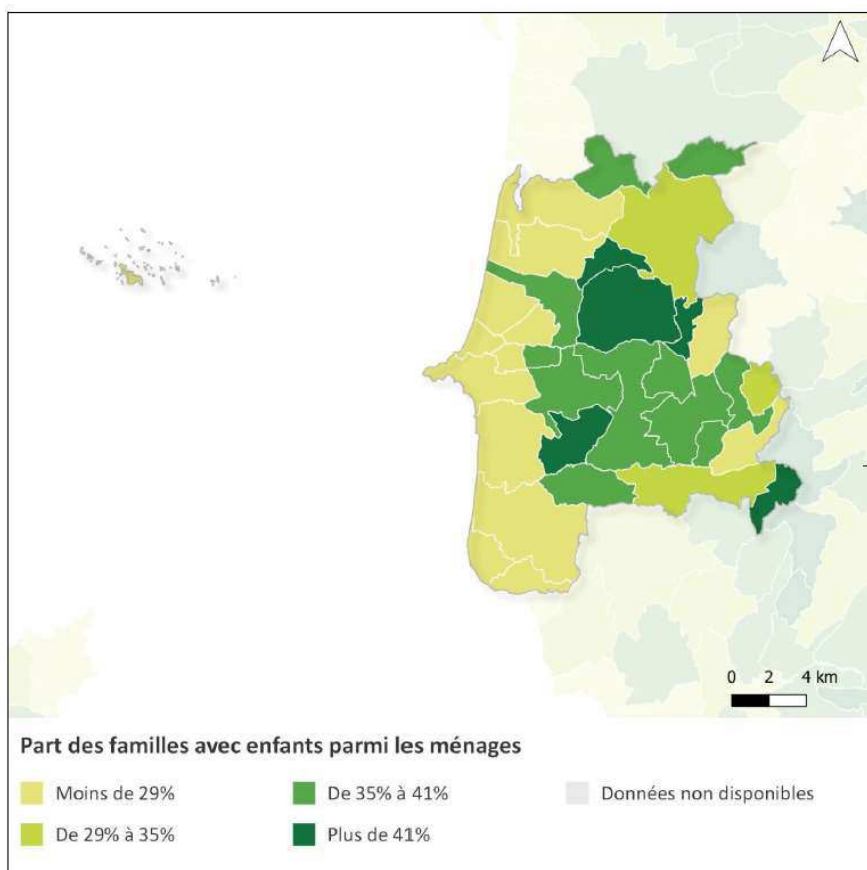 0 2 4 km
Part des familles avec enfants parmi les ménages
Moins de 29%
De 35% à 41%
Données non disponibles
De 29% à 35%
Plus de 41%